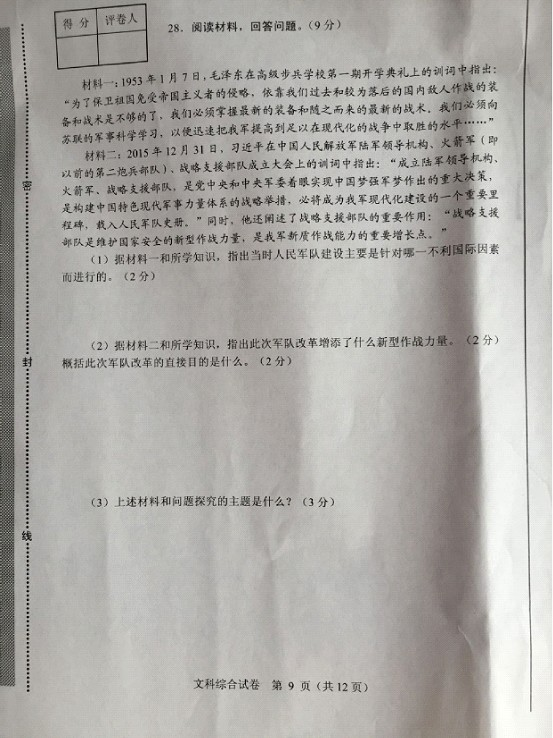 得 分 评卷人
28．阅读材料，回答问题。（9分）
材料一：1953年1月7日，毛泽东在高级步兵学校第一期开学典礼上的训词中指出：
“为了保卫祖国免受帝国主义者的侵略，依靠我们过去和较为落后的国内敌人作战的装
备和战术是不够的了，我们必须掌握最新的装备和随之而来的最新的战术。我们必须向
苏联的军事科学学习，以便迅速把我军提高到足以在现代化的战争中取胜的水平……”
材料二：2015年12月31日，习近平在中国人民解放军陆军领导机构、火箭军（即
以前的第二炮兵部队）、战略支援部队成立大会上的训词中指出：“成立陆军领导机构、
火箭军、战略支援部队，是党中央和中央军委着眼实现中国梦强军梦作出的重大决策，
是构建中国特色现代军事力量体系的战略举措，必将成为我军现代化建设的一个重要里
程碑，载入人民军队史册。”同时，他还阐述了战略支援部队的重要作用：“战略支援
部队是维护国家安全的新型作战力量，是我军新质作战能力的重要增长点。”
（1）据材料一和所学知识，指出当时人民军队建设主要是针对哪一不利国际因素
而进行的。（2分）
（2）据材料二和所学知识，指出此次军队改革增添了什么新型作战力量。（2分）
概括此次军队改革的直接目的是什么。（2分）
（3）上述材料和问题探究的主题是什么？（3分）
密
封
线
文科综合试卷 第 9 页（共12页）